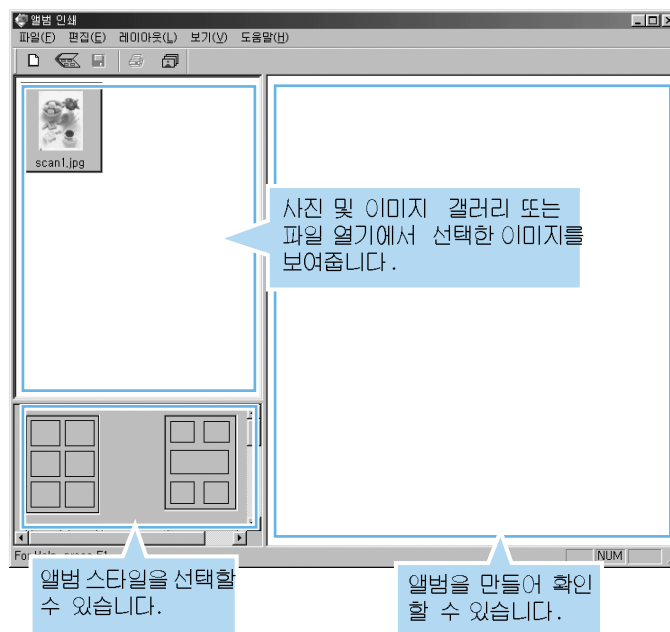 앨범 인쇄
파일(F) 편집(E) 레이아웃(L) 보기(V) 도움말(H)
scan1.jpg
사진 및 이미지 갤러리 또는
파일 열기에서 선택한 이미지를
보여줍니다.
For Help, press F1
NUM
앨범 스타일을 선택할
수 있습니다.
앨범을 만들어 확인
할 수 있습니다.